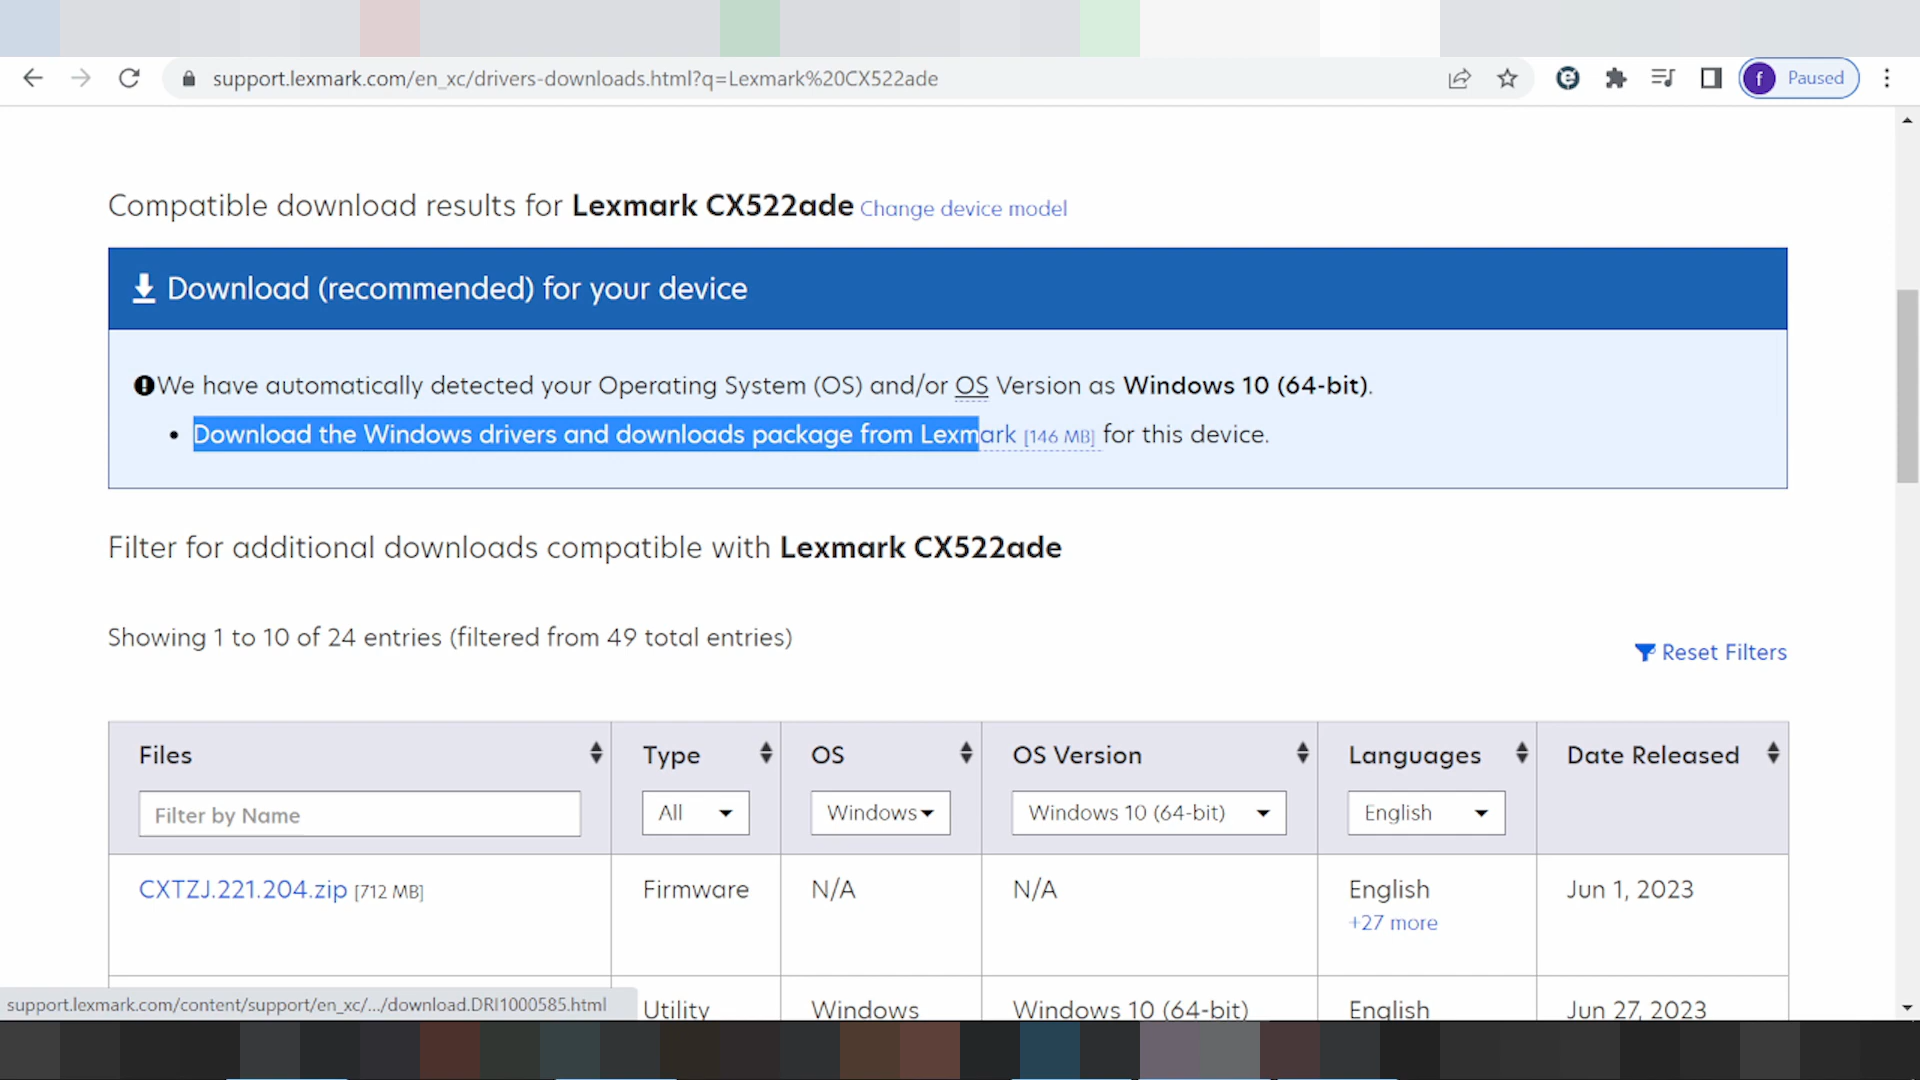 support.lexmark.com/en_xc/drivers-downloads.html?q=Lexmark%20CX522ade
f Paused
Compatible download results for Lexmark CX522ade Change device model
Download (recommended) for your device
We have automatically detected your Operating System (OS) and/or OS Version as Windows 10 (64-bit).
• Download the Windows drivers and downloads package from Lexmark [146 MB] for this device.
Filter for additional downloads compatible with Lexmark CX522ade
Showing 1 to 10 of 24 entries (filtered from 49 total entries)
Reset Filters
Files Type OS OS Version Languages Date Released
Filter by Name All Windows Windows 10 (64-bit) English
CXTZJ.221.204.zip [712 MB] Firmware N/A N/A English Jun 1, 2023
+27 more
support.lexmark.com/content/support/en_xc/.../download.DRI1000585.html Utility Windows Windows 10 (64-bit) English Jun 27, 2023